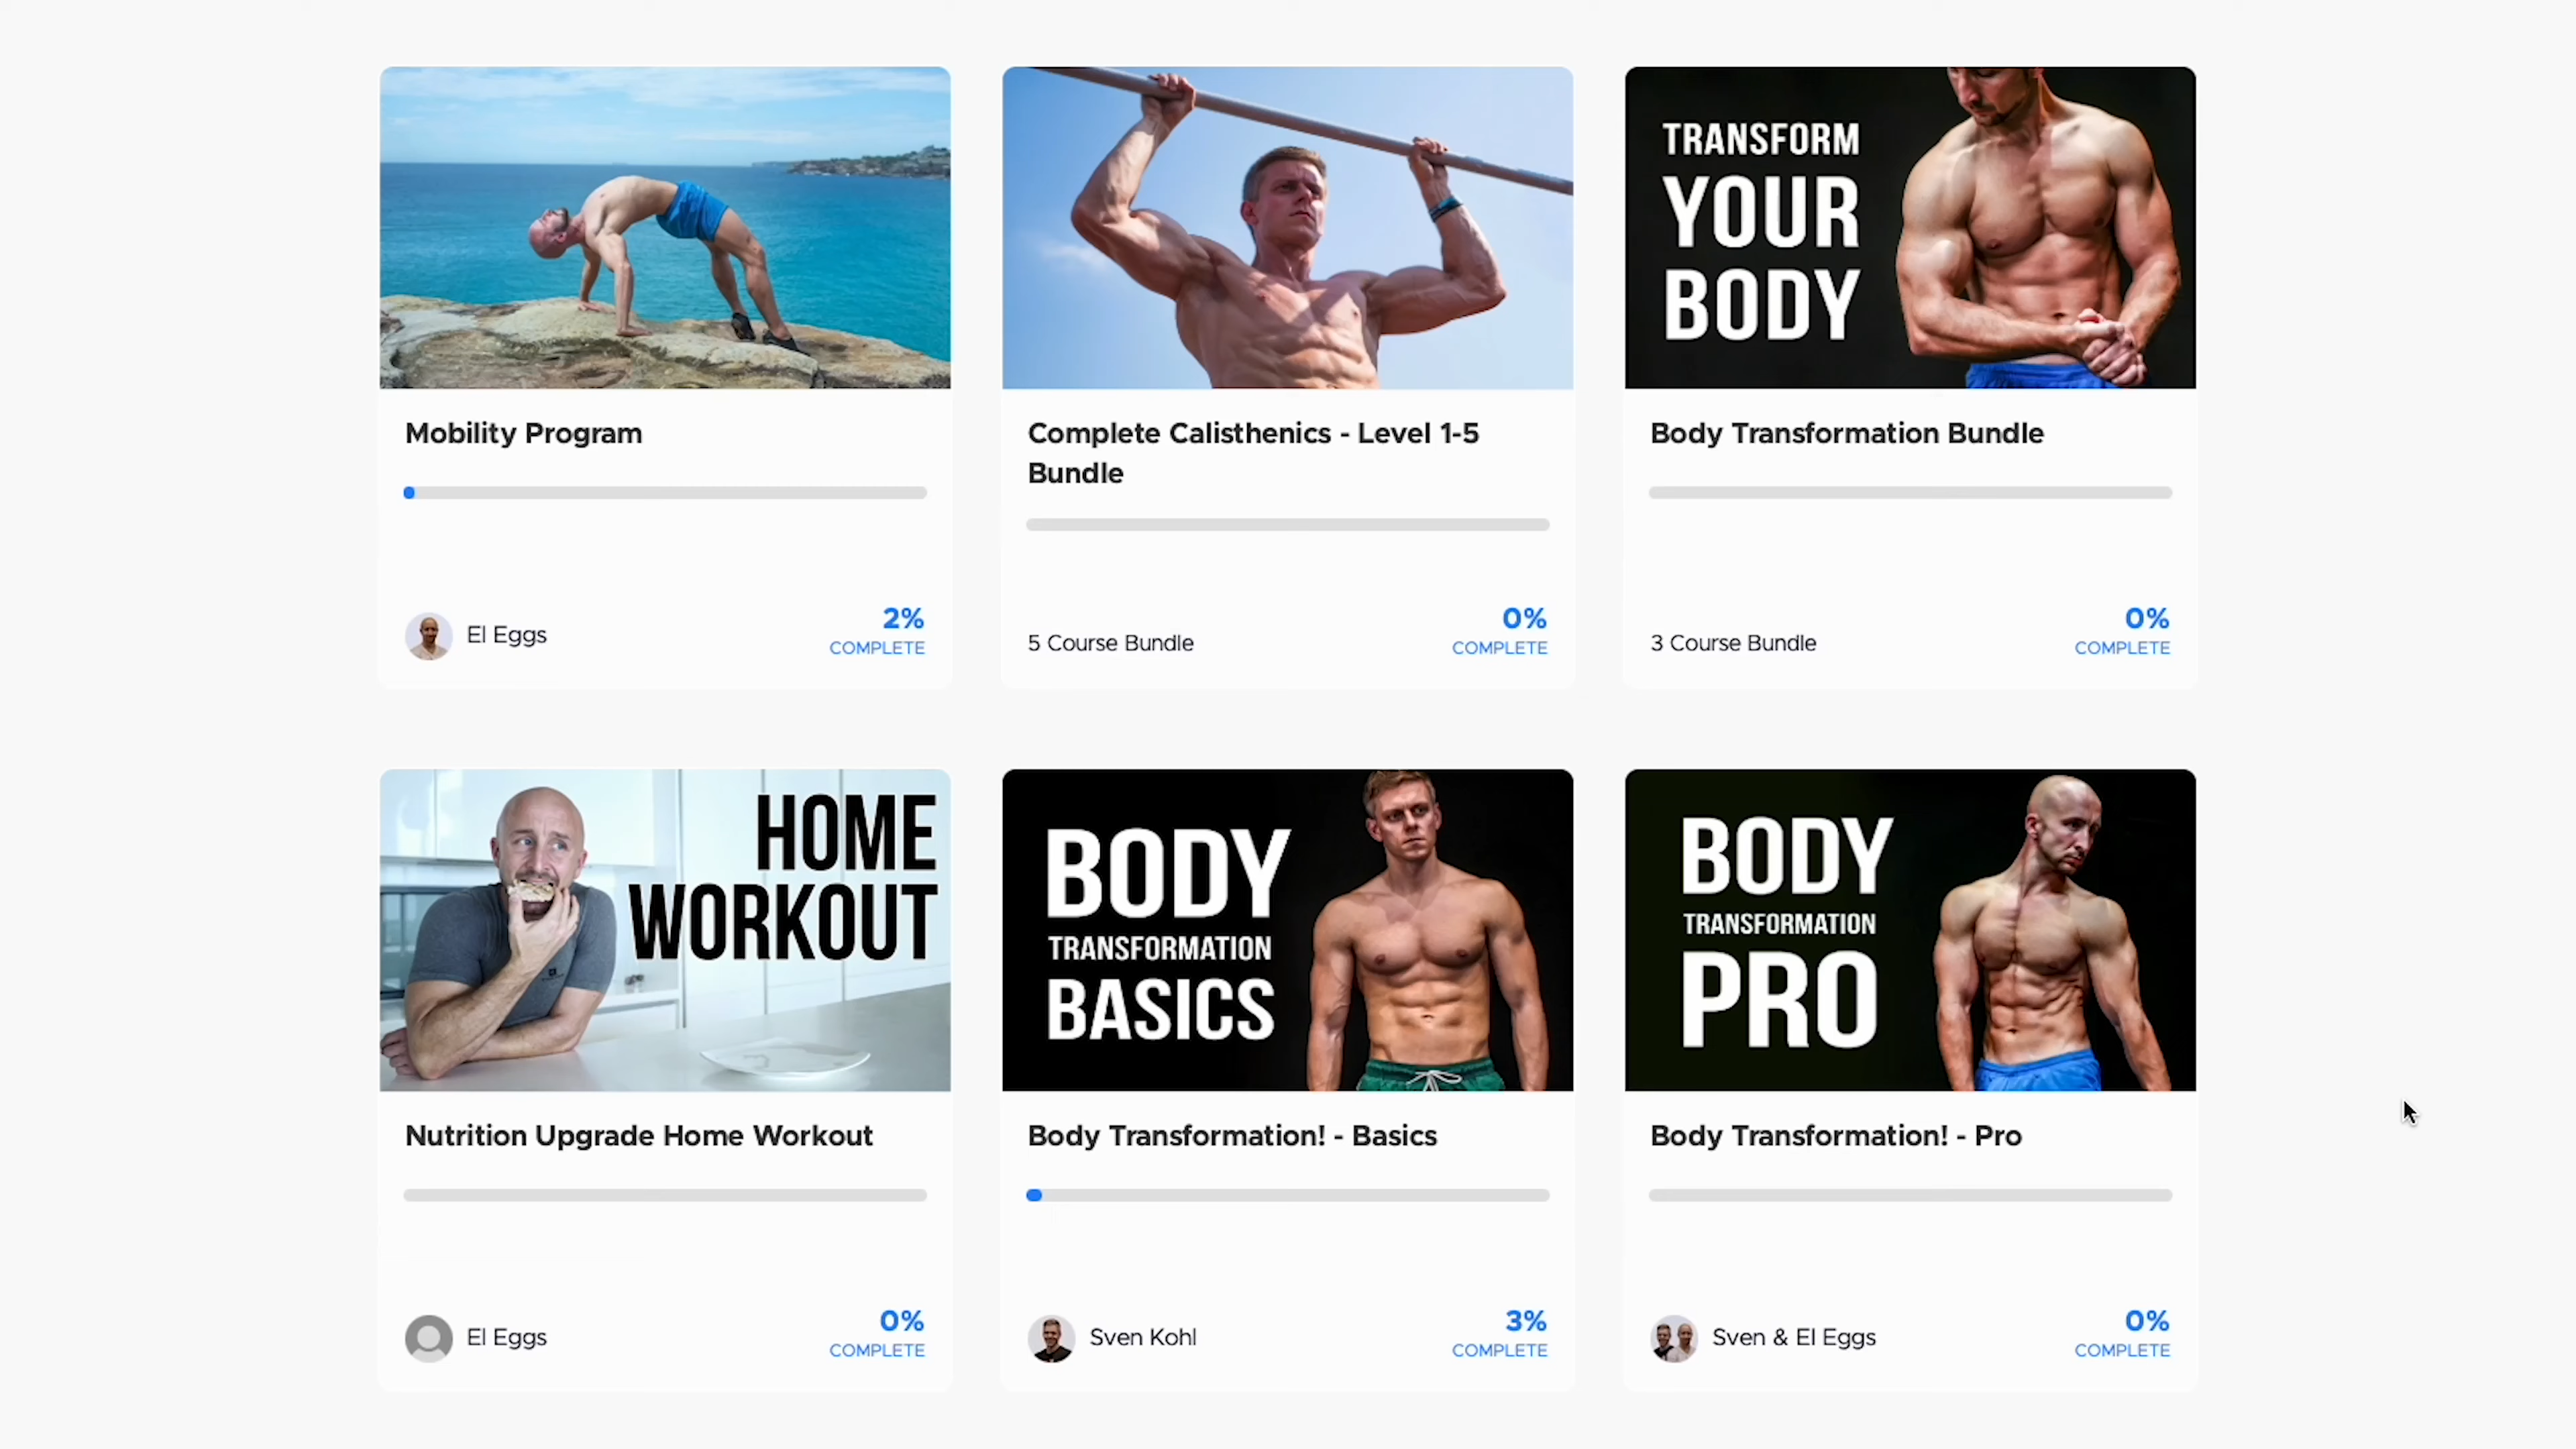 TRANSFORM
YOUR
BODY
Mobility Program
2%
COMPLETE
El Eggs
Complete Calisthenics - Level 1-5
Bundle
0%
COMPLETE
5 Course Bundle
Body Transformation Bundle
0%
COMPLETE
3 Course Bundle
HOME
WORKOUT
BODY
TRANSFORMATION
BASICS
BODY
TRANSFORMATION
PRO
Nutrition Upgrade Home Workout
0%
COMPLETE
El Eggs
Body Transformation! - Basics
3%
COMPLETE
Sven Kohl
Body Transformation! - Pro
0%
COMPLETE
Sven & El Eggs